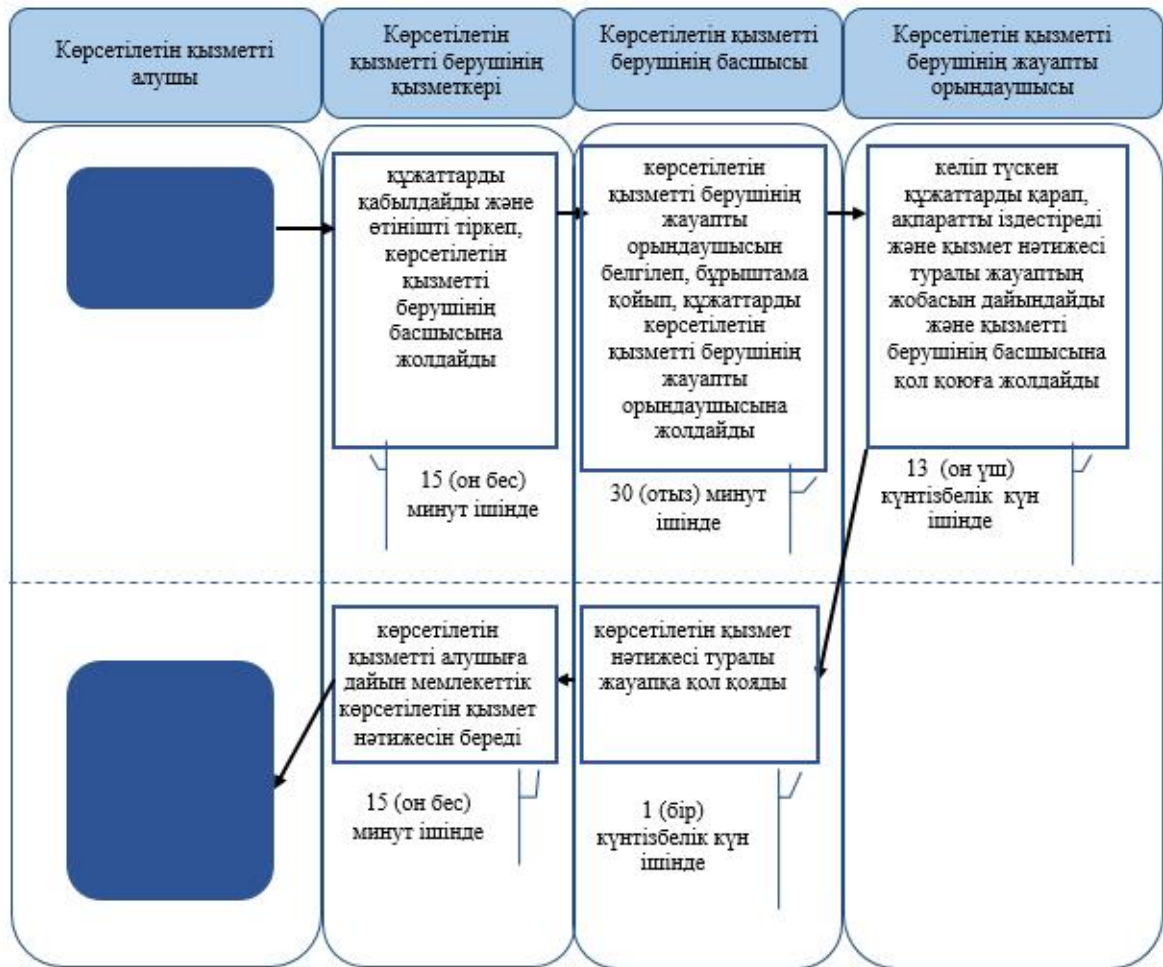 Көрсетілетін қызметті
алушы
Көрсетілетін
қызметті берушінің
қызметкері
Көрсетілетін қызметті
берушінің басшысы
Көрсетілетін қызметті
берушінің жауапты
орындаушысы
құжаттарды
қабылдайды және
өтінішті тіркеп,
көрсетілетін
қызметті
берушінің
басшысына
жолдайды
көрсетілетін
қызметті берушінің
жауапты
орындаушысын
белгілеп, бұрыштама
қойып, құжаттарды
көрсетілетін
қызметті берушінің
жауапты
орындаушысына
жолдайды
келіп түскен
құжаттарды қарап,
ақпаратты іздестіреді
және қызмет нәтижесі
туралы жауаптың
жобасын дайындайды
және қызметті
берушінің басшысына
қол қоюға жолдайды
15 (он бес)
минут ішінде
30 (отыз) минут
ішінде
13 (он үш)
күнтізбелік күн
ішінде
көрсетілетін
қызметті алушыға
дайын мемлекеттік
көрсетілетін қызмет
нәтижесін береді
көрсетілетін қызмет
нәтижесі туралы
жауапқа қол қояды
15 (он бес)
минут ішінде
1 (бір)
күнтізбелік күн
ішінде